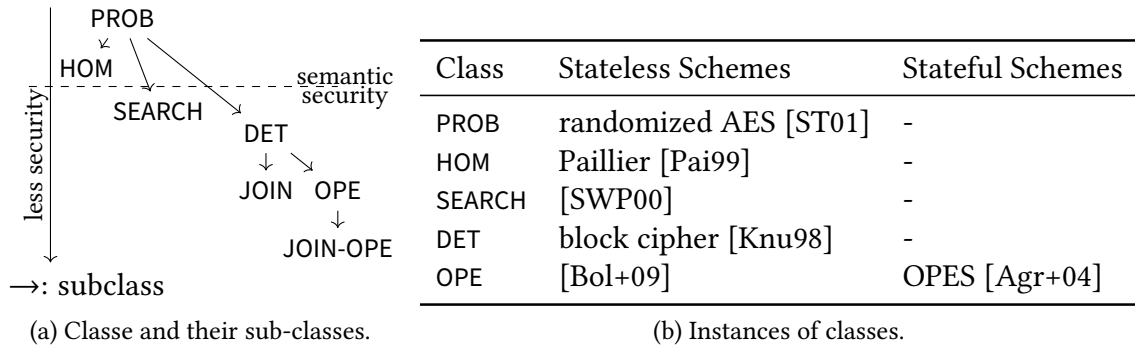 PROB
HOM
semantic
security
SEARCH
DET
less security
JOIN OPE
JOIN-OPE
→: subclass
(a) Classe and their sub-classes.
Class Stateless Schemes Stateful Schemes
PROB randomized AES [ST01] -
HOM Paillier [Pai99] -
SEARCH [SWP00] -
DET block cipher [Knu98] -
OPE [Bol+09] OPES [Agr+04]
(b) Instances of classes.